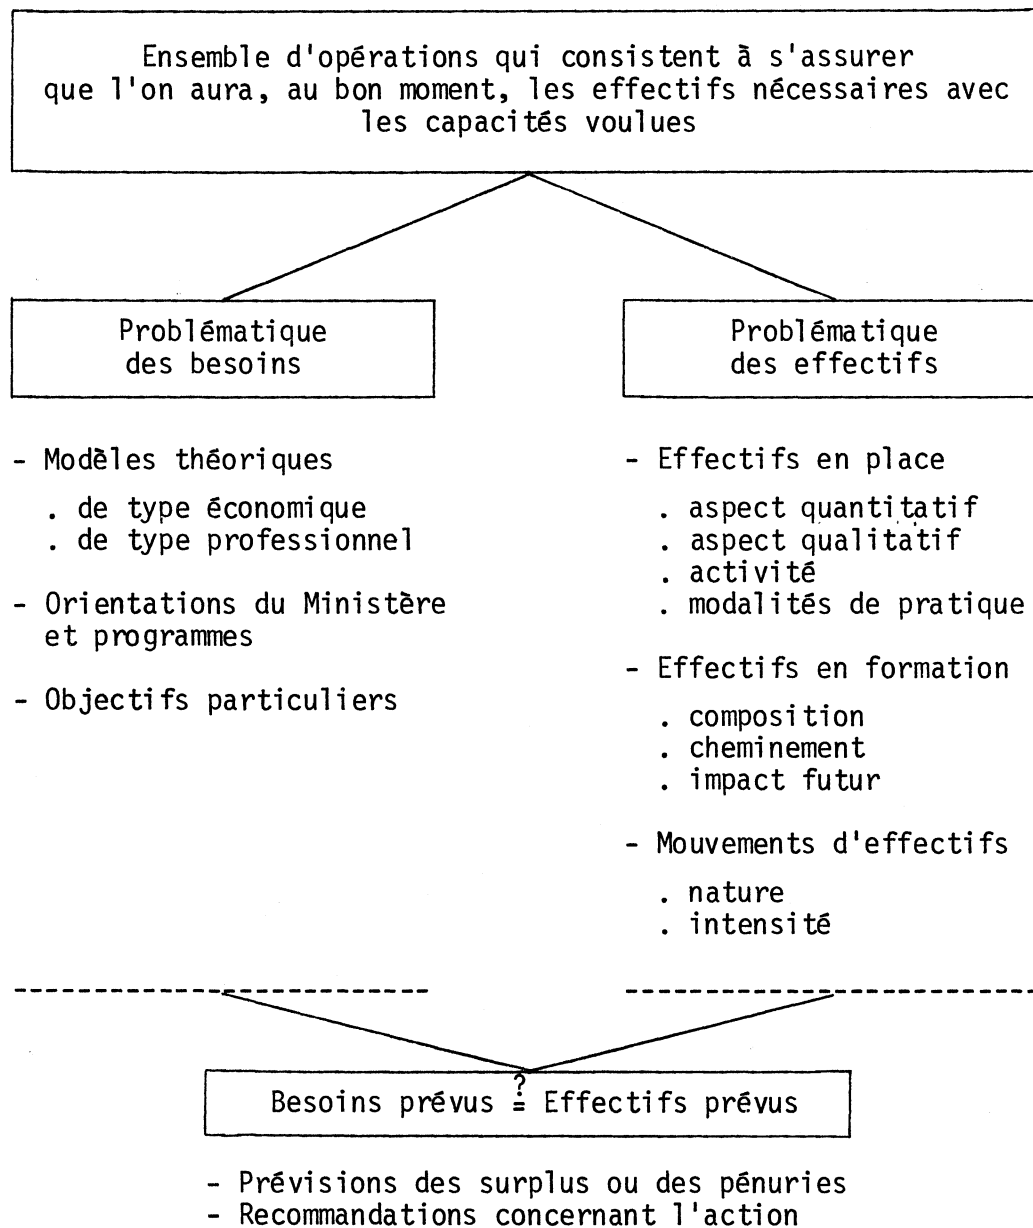 Ensemble d'opérations qui consistent à s'assurer
que l'on aura, au bon moment, les effectifs nécessaires avec
les capacités voulues
Problématique
des besoins
- Modèles théoriques
. de type économique
. de type professionnel
- Orientations du Ministère
et programmes
- Objectifs particuliers
Problématique
des effectifs
- Effectifs en place
. aspect quantitatif
. aspect qualitatif
. activité
. modalités de pratique
- Effectifs en formation
. composition
. cheminement
. impact futur
- Mouvements d'effectifs
. nature
. intensité
?
Besoins prévus = Effectifs prévus
- Prévisions des surplus ou des pénuries
- Recommandations concernant l'action